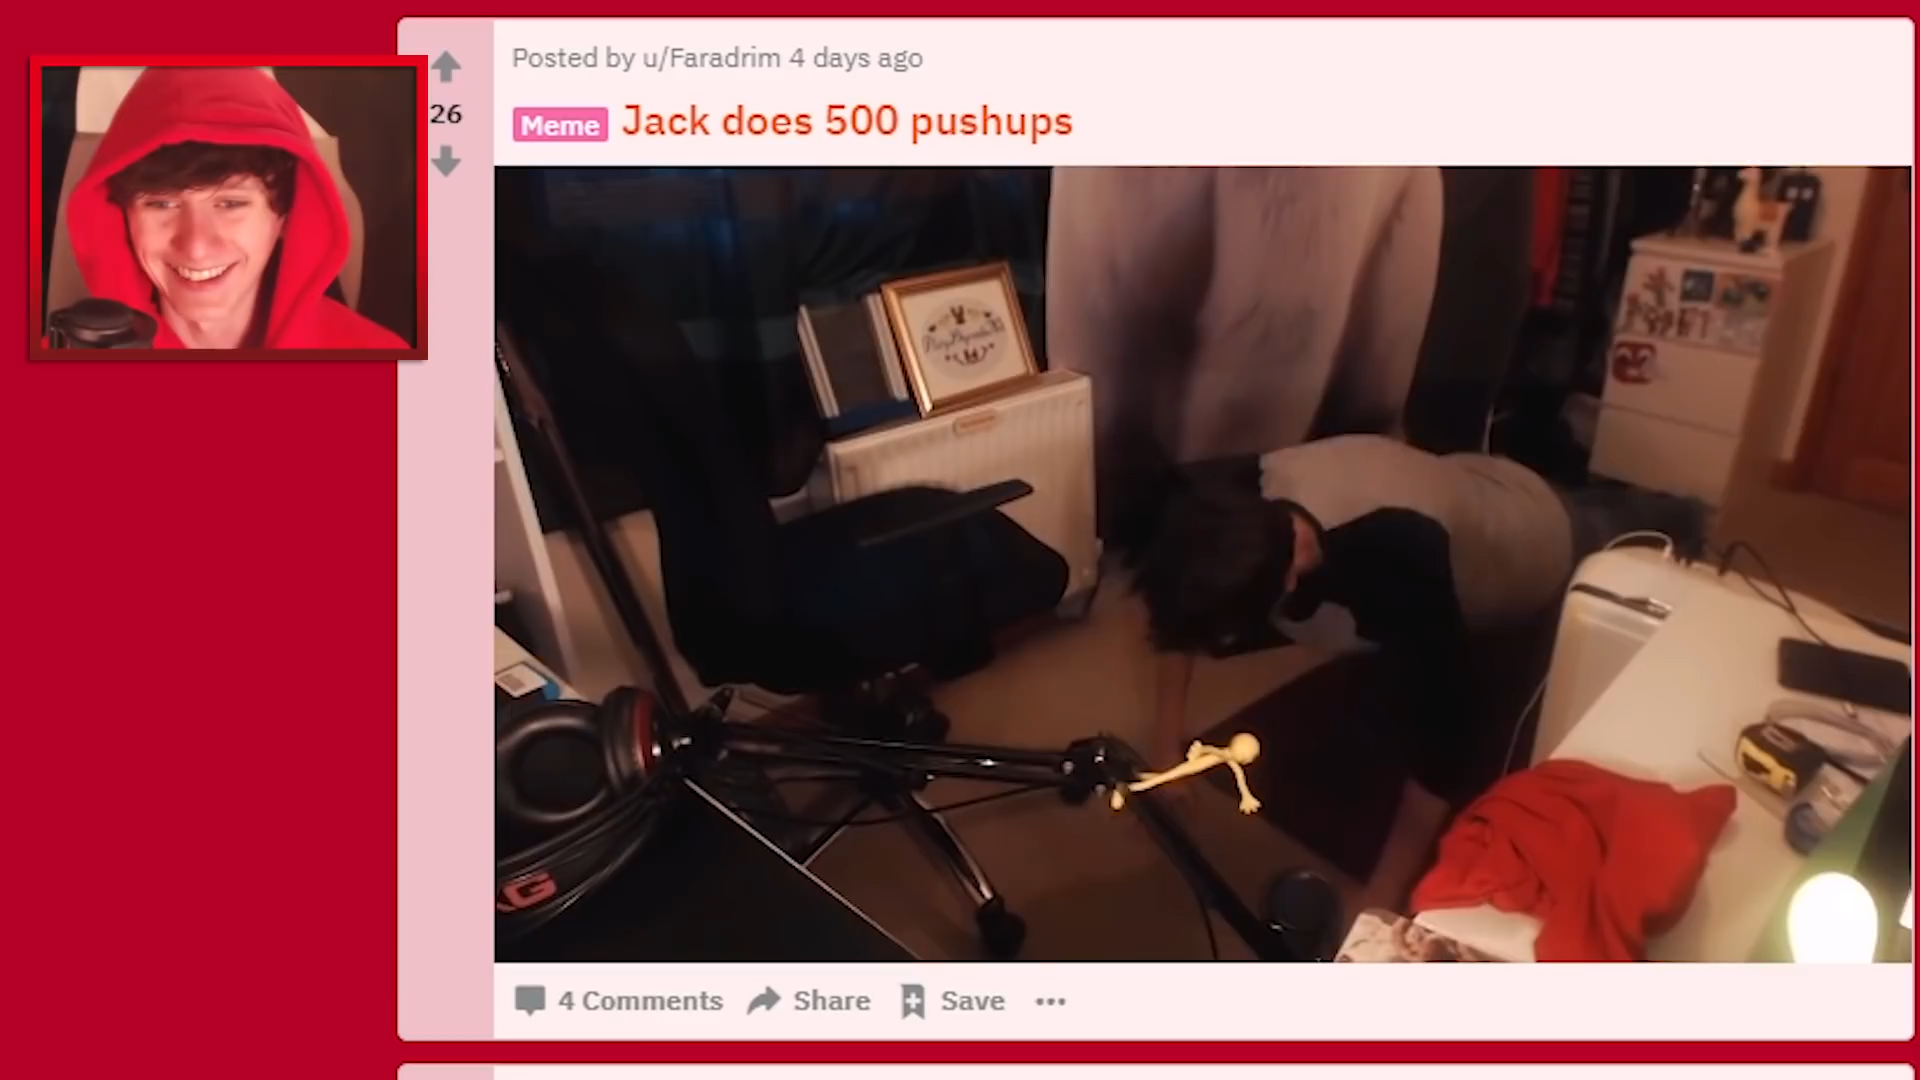 Posted by u/Faradrim 4 days ago
26
Meme Jack does 500 pushups
G
4 Comments Share Save